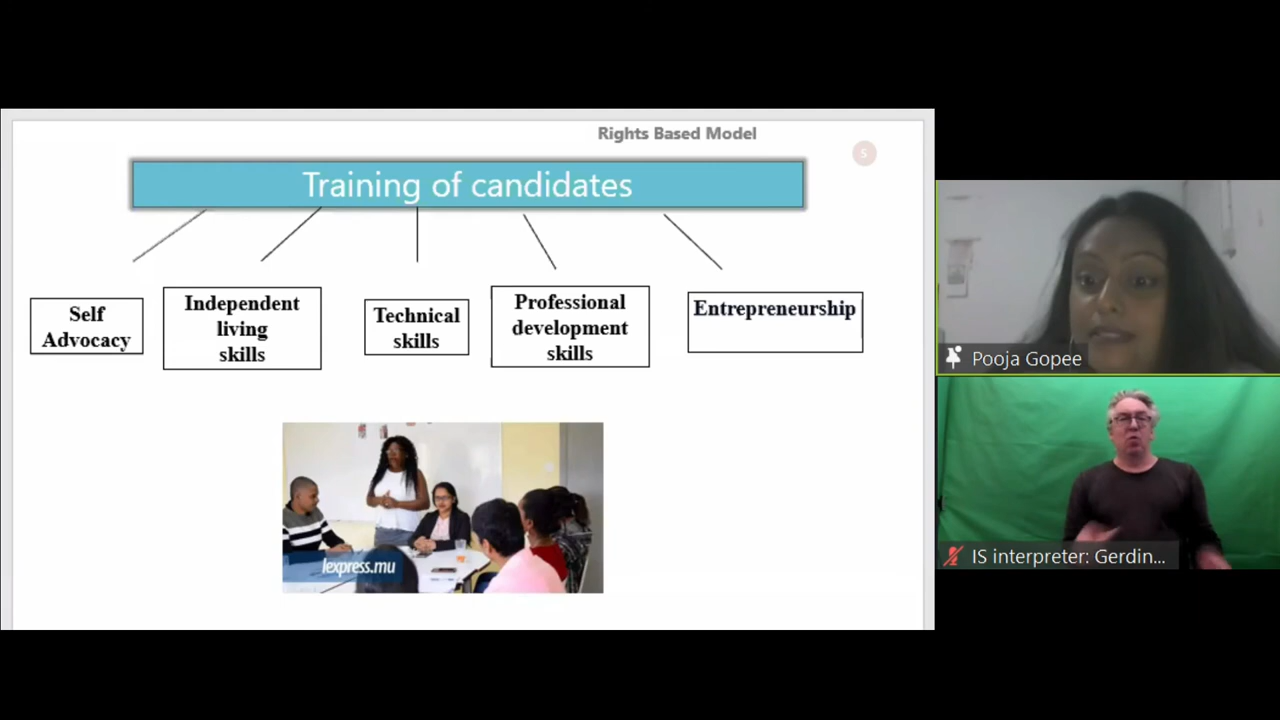 Rights Based Model
5
Training of candidates
Self
Advocacy
Independent
living
skills
Technical
skills
Professional
development
skills
Entrepreneurship
lexpress.mu
Pooja Gopee
IS interpreter: Gerdin...